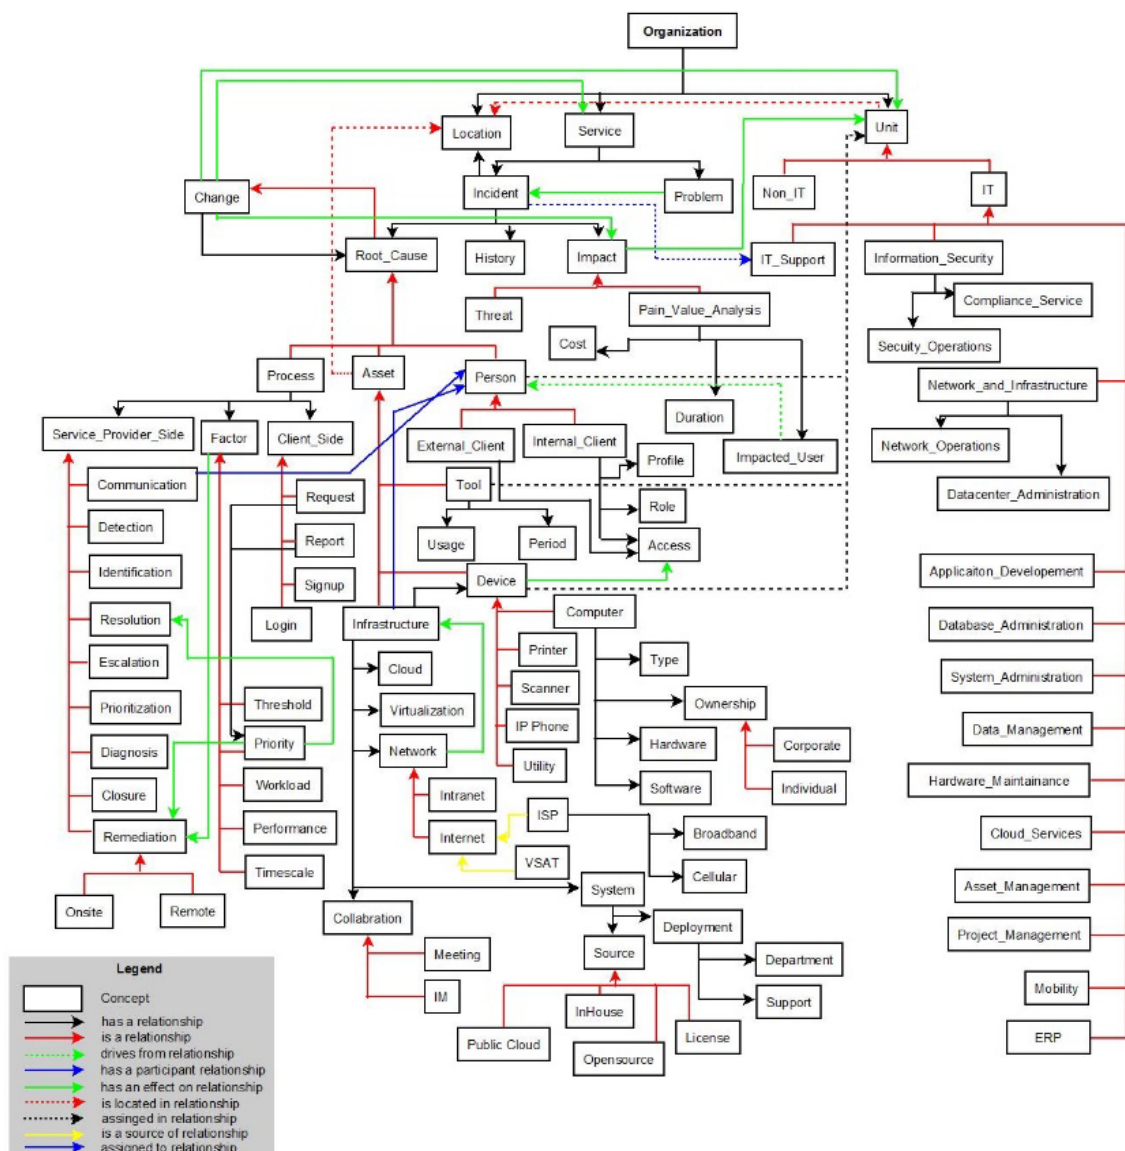 Organization
Location
Service
Unit
Change
Incident
Problem
Non_IT
IT
Root_Cause
History
Impact
IT_Support
Information_Security
Threat
Pain_Value_Analysis
Compliance_Service
Cost
Secuity_Operations
Process
Asset
Person
Network_and_Infrastructure
Duration
Service_Provider_Side
Factor
Client_Side
External_Client
Internal_Client
Network_Operations
Profile
Impacted_User
Communication
Request
Tool
Datacenter_Administration
Role
Detection
Report
Usage
Period
Access
Identification
Signup
Device
Applicaiton_Developement
Resolution
Login
Infrastructure
Computer
Database_Administration
Escalation
Cloud
Printer
Type
System_Administration
Scanner
Prioritization
Threshold
Virtualization
Ownership
IP Phone
Data_Management
Diagnosis
Priority
Network
Hardware
Corporate
Utility
Hardware_Maintainance
Closure
Workload
Intranet
Software
Individual
ISP
Remediation
Performance
Internet
Broadband
Cloud_Services
VSAT
Timescale
Cellular
Asset_Management
System
Onsite
Remote
Collabration
Deployment
Project_Management
Meeting
Source
Department
IM
Support
Mobility
InHouse
Public Cloud
License
ERP
Opensource
Legend
Concept
has a relationship
is a relationship
drives from relationship
has a participant relationship
has an effect on relationship
is located in relationship
assinged in relationship
is a source of relationship
assigned to relationship